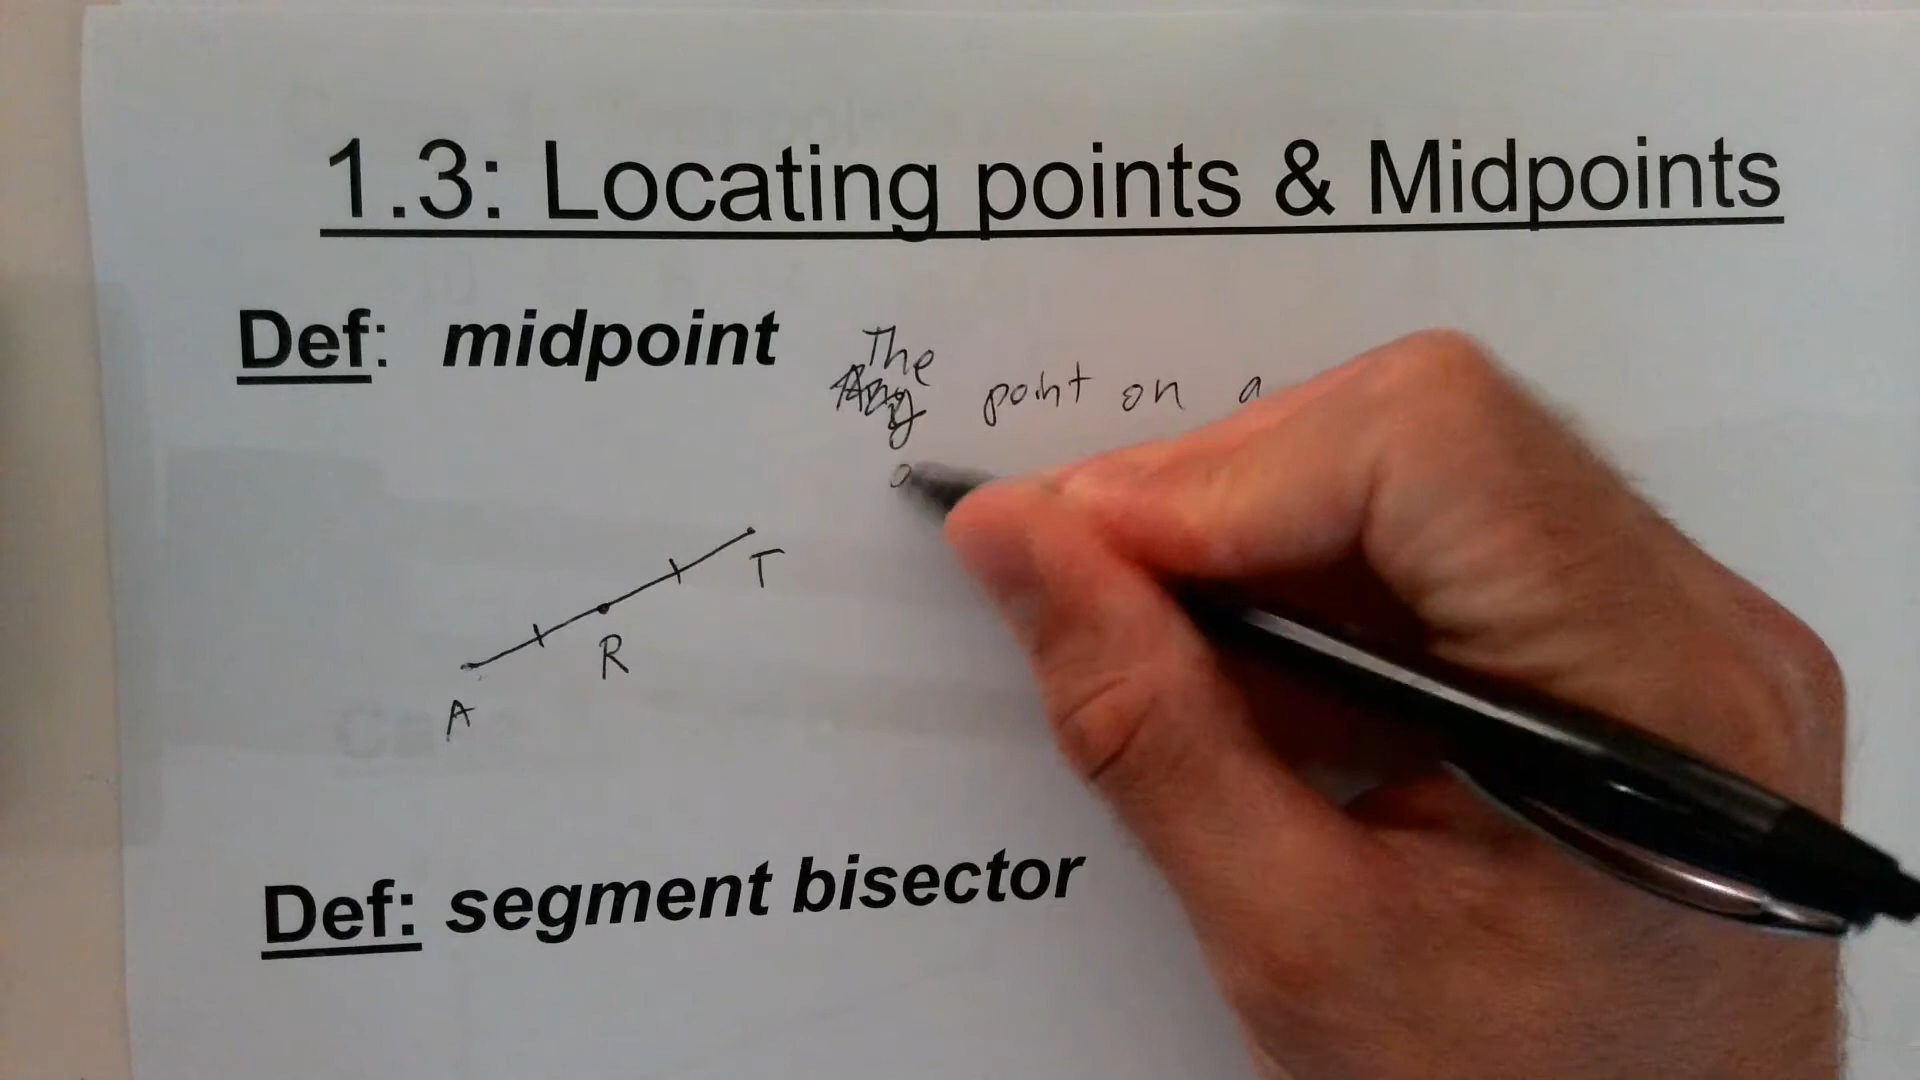 1.3: Locating points & Midpoints
Def: midpoint
The
point on a
T
R
A
Def: segment bisector